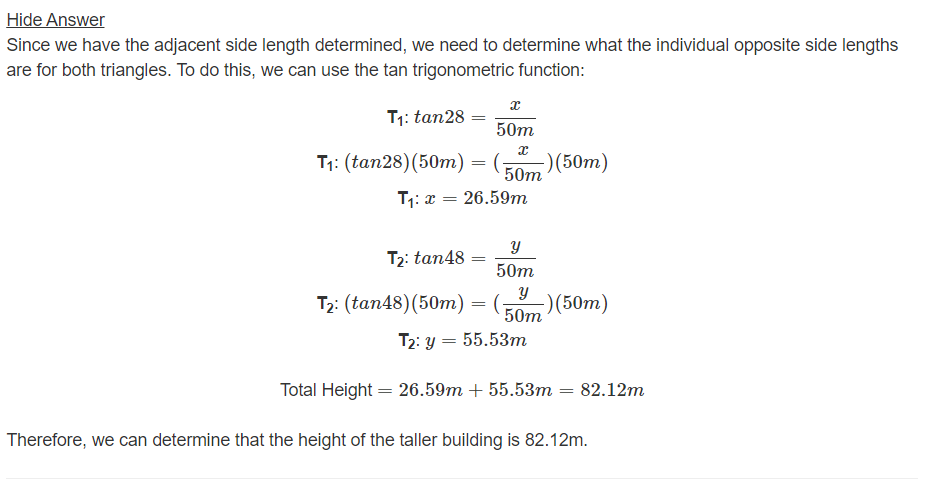 Hide Answer
Since we have the adjacent side length determined, we need to determine what the individual opposite side lengths
are for both triangles. To do this, we can use the tan trigonometric function:
T₁: tan28 = x/50m
T₁: (tan28)(50m) = (x/50m)(50m)
T₁: x = 26.59m
T₂: tan48 = y/50m
T₂: (tan48)(50m) = (y/50m)(50m)
T₂: y = 55.53m
Total Height = 26.59m + 55.53m = 82.12m
Therefore, we can determine that the height of the taller building is 82.12m.